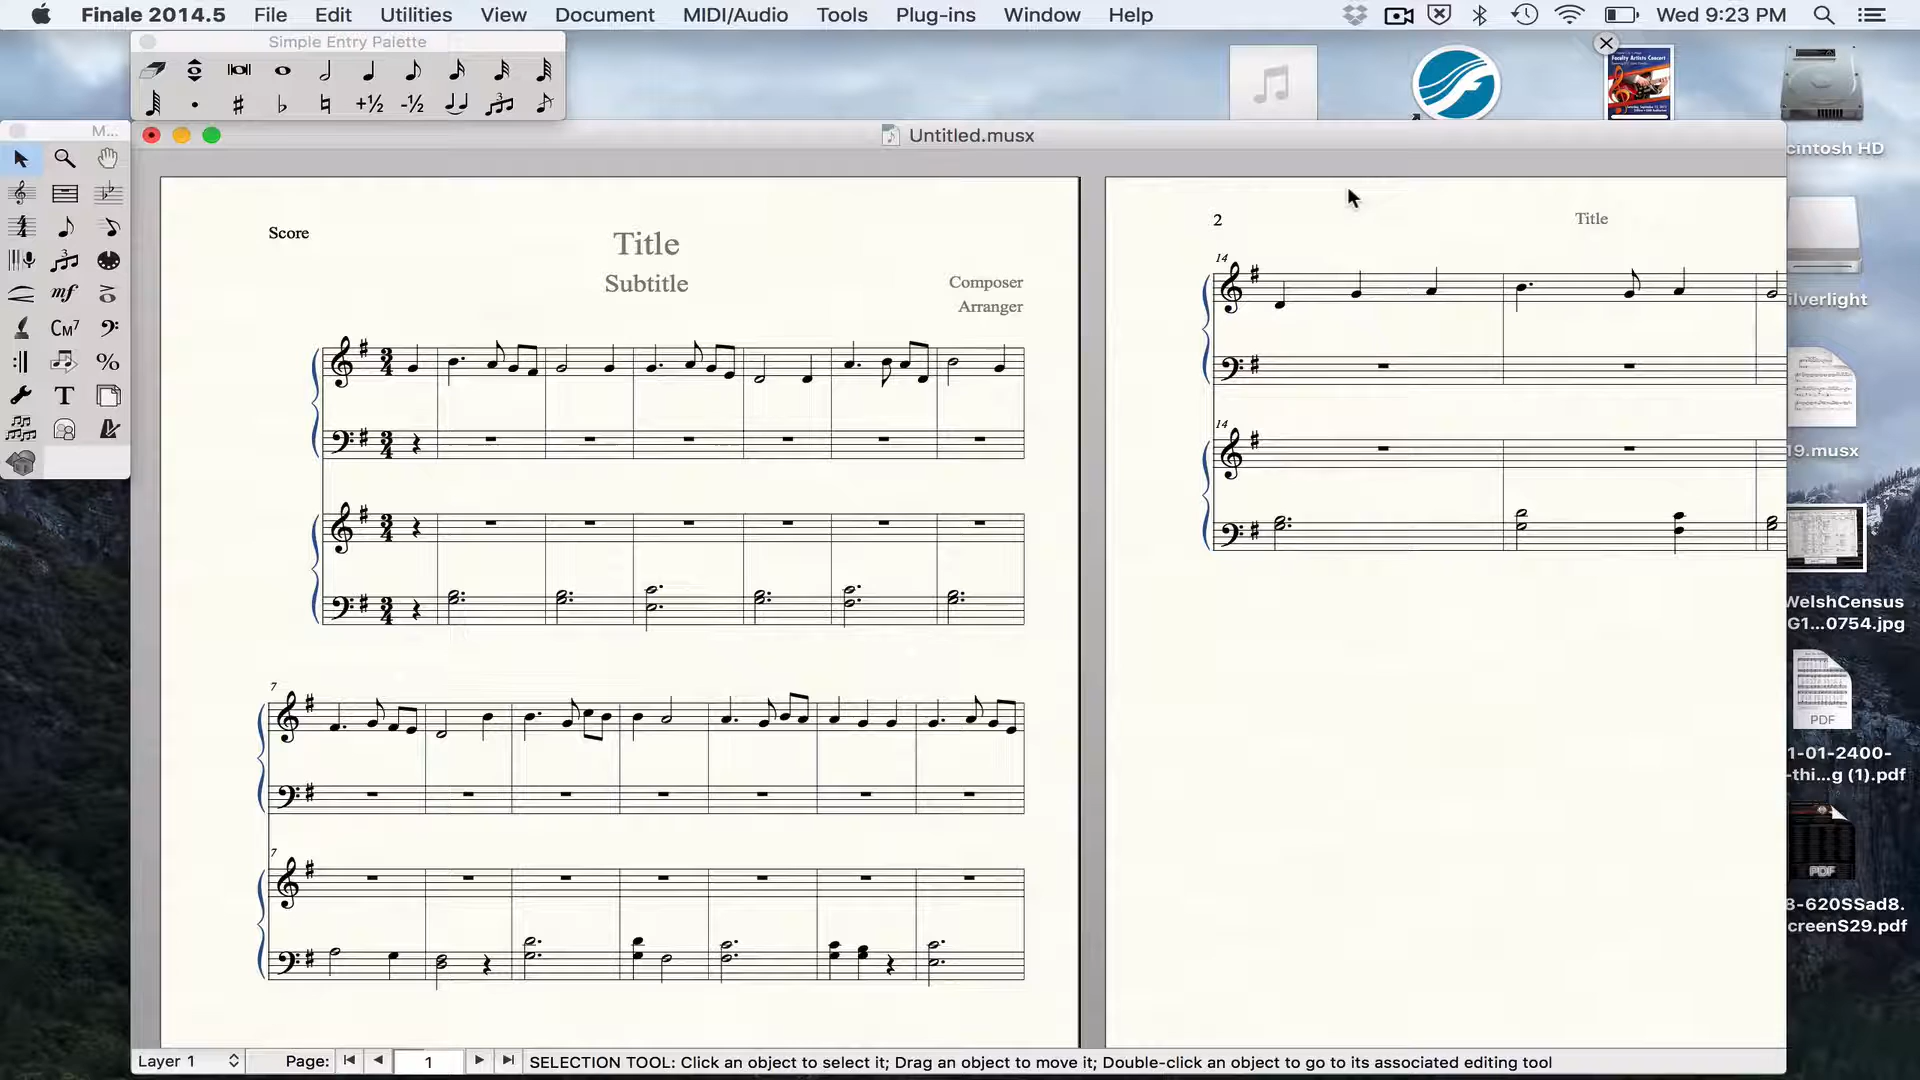 Finale 2014.5 File Edit Utilities View Document MIDI/Audio Tools Plug-ins Window Help Wed 9:23 PM
Simple Entry Palette
+½ -½
M...
Untitled.musx
cintosh HD
Score
Title
Subtitle
Composer
Arranger
2 Title
14
14
mf
CM7
T
%
7
7
ilverlight
19.musx
WelshCensus
G1...0754.jpg
PDF
1-01-2400-
-thi...g (1).pdf
PDF
8-620SSad8.
creenS29.pdf
Layer 1 Page: 1 SELECTION TOOL: Click an object to select it; Drag an object to move it; Double-click an object to go to its associated editing tool